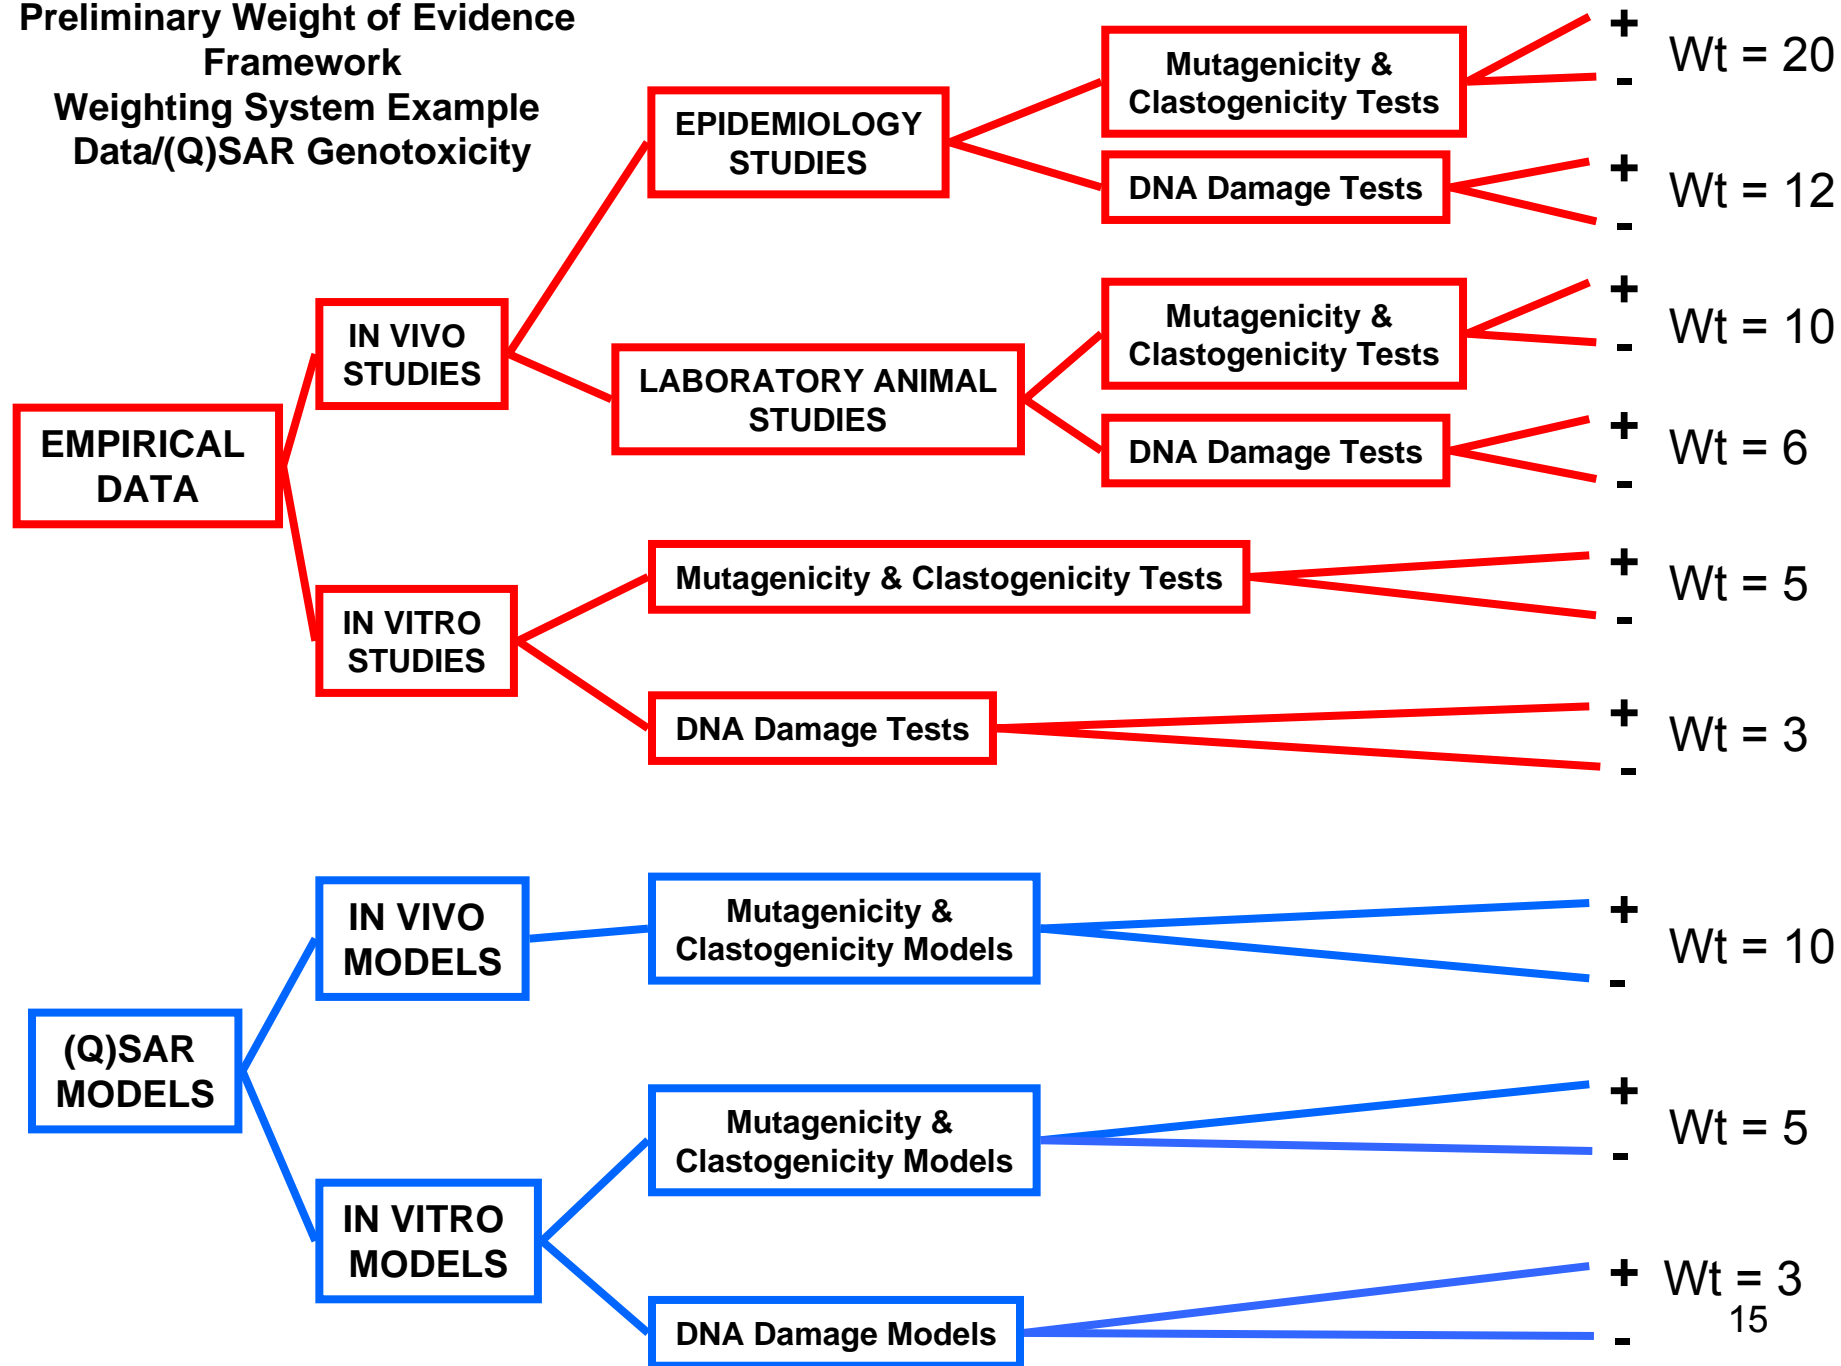 Preliminary Weight of Evidence
Framework
Weighting System Example
Data/(Q)SAR Genotoxicity
EMPIRICAL
DATA
IN VIVO
STUDIES
EPIDEMIOLOGY
STUDIES
Mutagenicity &
Clastogenicity Tests
+
-
Wt = 20
DNA Damage Tests
+
-
Wt = 12
LABORATORY ANIMAL
STUDIES
Mutagenicity &
Clastogenicity Tests
+
-
Wt = 10
DNA Damage Tests
+
-
Wt = 6
IN VITRO
STUDIES
Mutagenicity & Clastogenicity Tests
+
-
Wt = 5
DNA Damage Tests
+
-
Wt = 3
(Q)SAR
MODELS
IN VIVO
MODELS
Mutagenicity &
Clastogenicity Models
+
-
Wt = 10
IN VITRO
MODELS
Mutagenicity &
Clastogenicity Models
+
-
Wt = 5
DNA Damage Models
+
-
Wt = 3
15